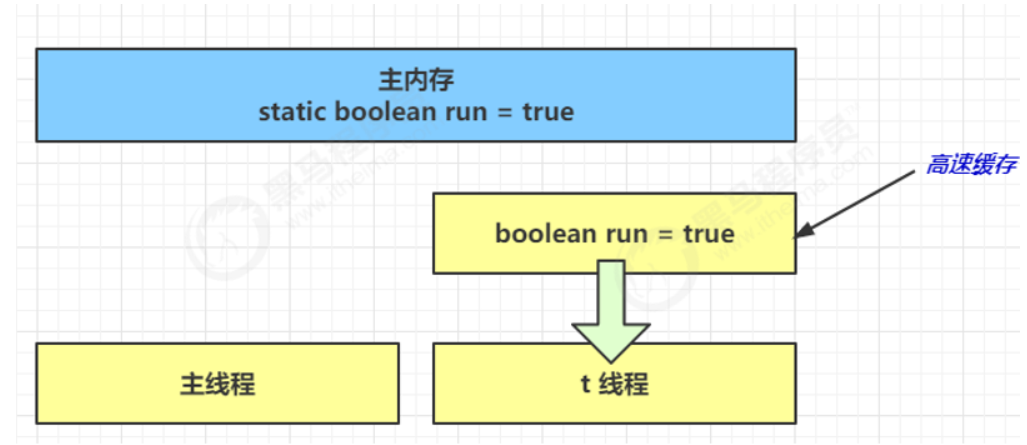 主内存
static boolean run = true
高速缓存
boolean run = true
主线程
t 线程
黑马程序员
www.itheima.com
黑马程序员
www.itheima.com